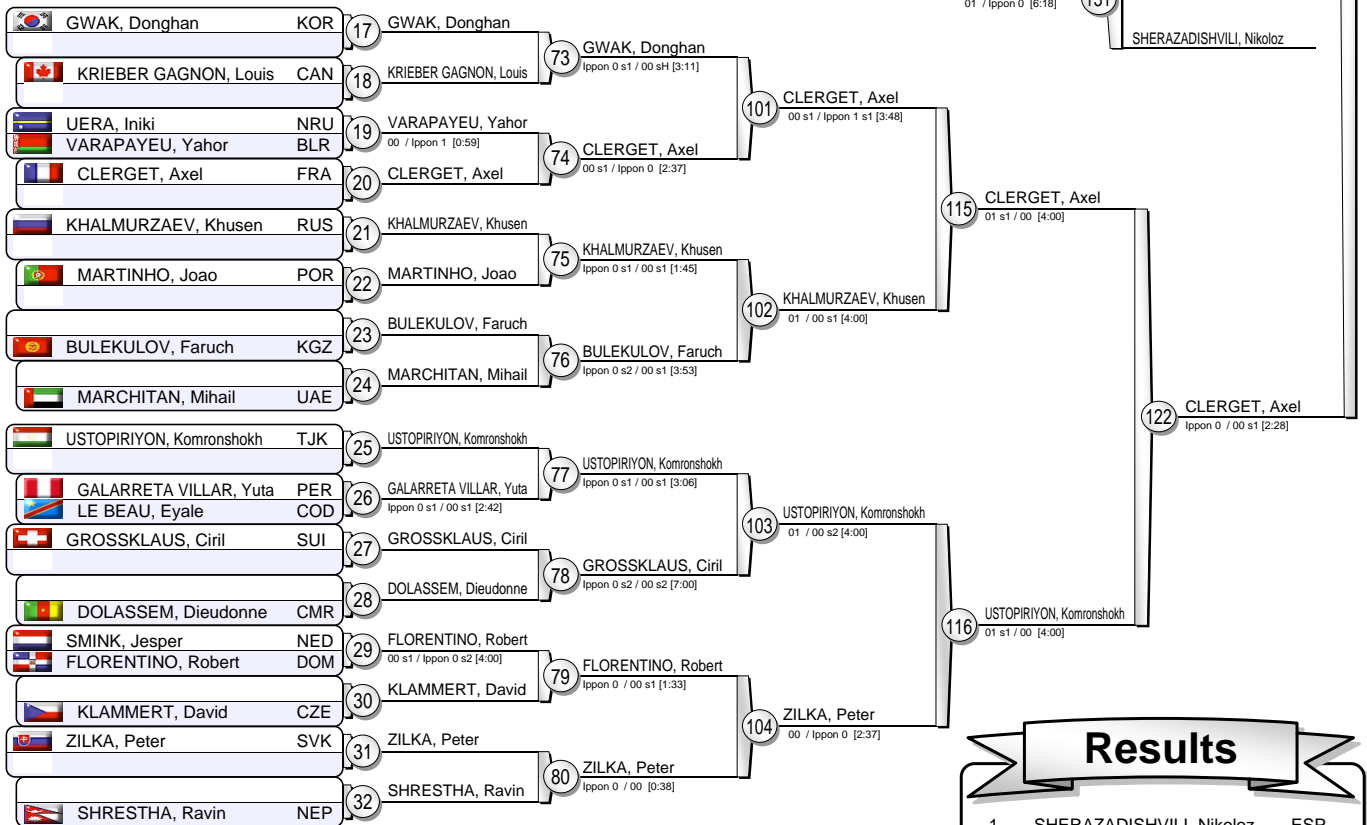 01 / Ippon 0 [6:18]
131
SHERAZADISHVILI, Nikoloz
GWAK, Donghan KOR
17
GWAK, Donghan
73
GWAK, Donghan
Ippon 0 s1 / 00 sH [3:11]
KRIEBER GAGNON, Louis CAN
18
KRIEBER GAGNON, Louis
101
CLERGET, Axel
00 s1 / Ippon 1 s1 [3:48]
UERA, Iniki NRU
VARAPAYEU, Yahor BLR
19
VARAPAYEU, Yahor
00 / Ippon 1 [0:59]
74
CLERGET, Axel
00 s1 / Ippon 0 [2:37]
CLERGET, Axel FRA
20
CLERGET, Axel
115
CLERGET, Axel
01 s1 / 00 [4:00]
KHALMURZAEV, Khusen RUS
21
KHALMURZAEV, Khusen
75
KHALMURZAEV, Khusen
Ippon 0 s1 / 00 s1 [1:45]
MARTINHO, Joao POR
22
MARTINHO, Joao
102
KHALMURZAEV, Khusen
01 / 00 s1 [4:00]
BULEKULOV, Faruch KGZ
23
BULEKULOV, Faruch
76
BULEKULOV, Faruch
Ippon 0 s2 / 00 s1 [3:53]
MARCHITAN, Mihail UAE
24
MARCHITAN, Mihail
122
CLERGET, Axel
Ippon 0 / 00 s1 [2:28]
USTOPIRIYON, Komronshokh TJK
25
USTOPIRIYON, Komronshokh
77
USTOPIRIYON, Komronshokh
Ippon 0 s1 / 00 s1 [3:06]
GALARRETA VILLAR, Yuta PER
LE BEAU, Eyale COD
26
GALARRETA VILLAR, Yuta
Ippon 0 s1 / 00 s1 [2:42]
103
USTOPIRIYON, Komronshokh
01 / 00 s2 [4:00]
GROSSKLAUS, Ciril SUI
27
GROSSKLAUS, Ciril
78
GROSSKLAUS, Ciril
Ippon 0 s2 / 00 s2 [7:00]
DOLASSEM, Dieudonne CMR
28
DOLASSEM, Dieudonne
116
USTOPIRIYON, Komronshokh
01 s1 / 00 [4:00]
SMINK, Jesper NED
FLORENTINO, Robert DOM
29
FLORENTINO, Robert
00 s1 / Ippon 0 s2 [4:00]
79
FLORENTINO, Robert
Ippon 0 / 00 s1 [1:33]
KLAMMERT, David CZE
30
KLAMMERT, David
104
ZILKA, Peter
00 / Ippon 0 [2:37]
ZILKA, Peter SVK
31
ZILKA, Peter
80
ZILKA, Peter
Ippon 0 / 00 [0:38]
SHRESTHA, Ravin NEP
32
SHRESTHA, Ravin
Results
1 SHERAZADISHVILI, Nikoloz ESP